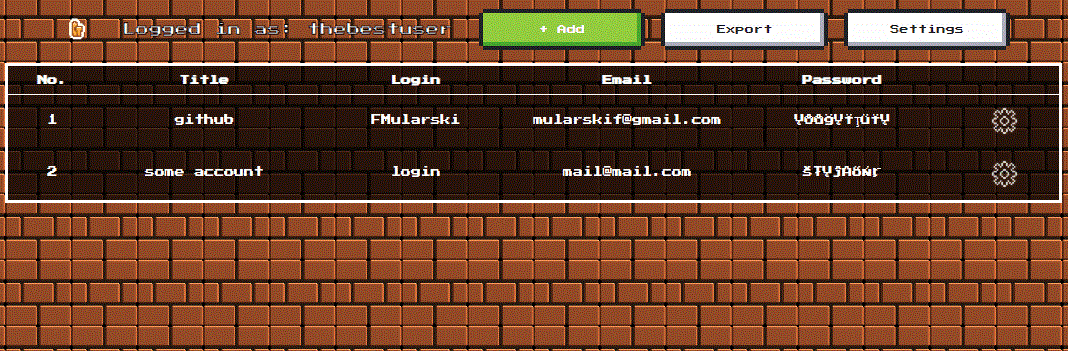 Logged in as: thebestuser + Add Export Settings
No. Title Login Email Password
1 github FMularski mularskif@gmail.com
2 some account login mail@mail.com